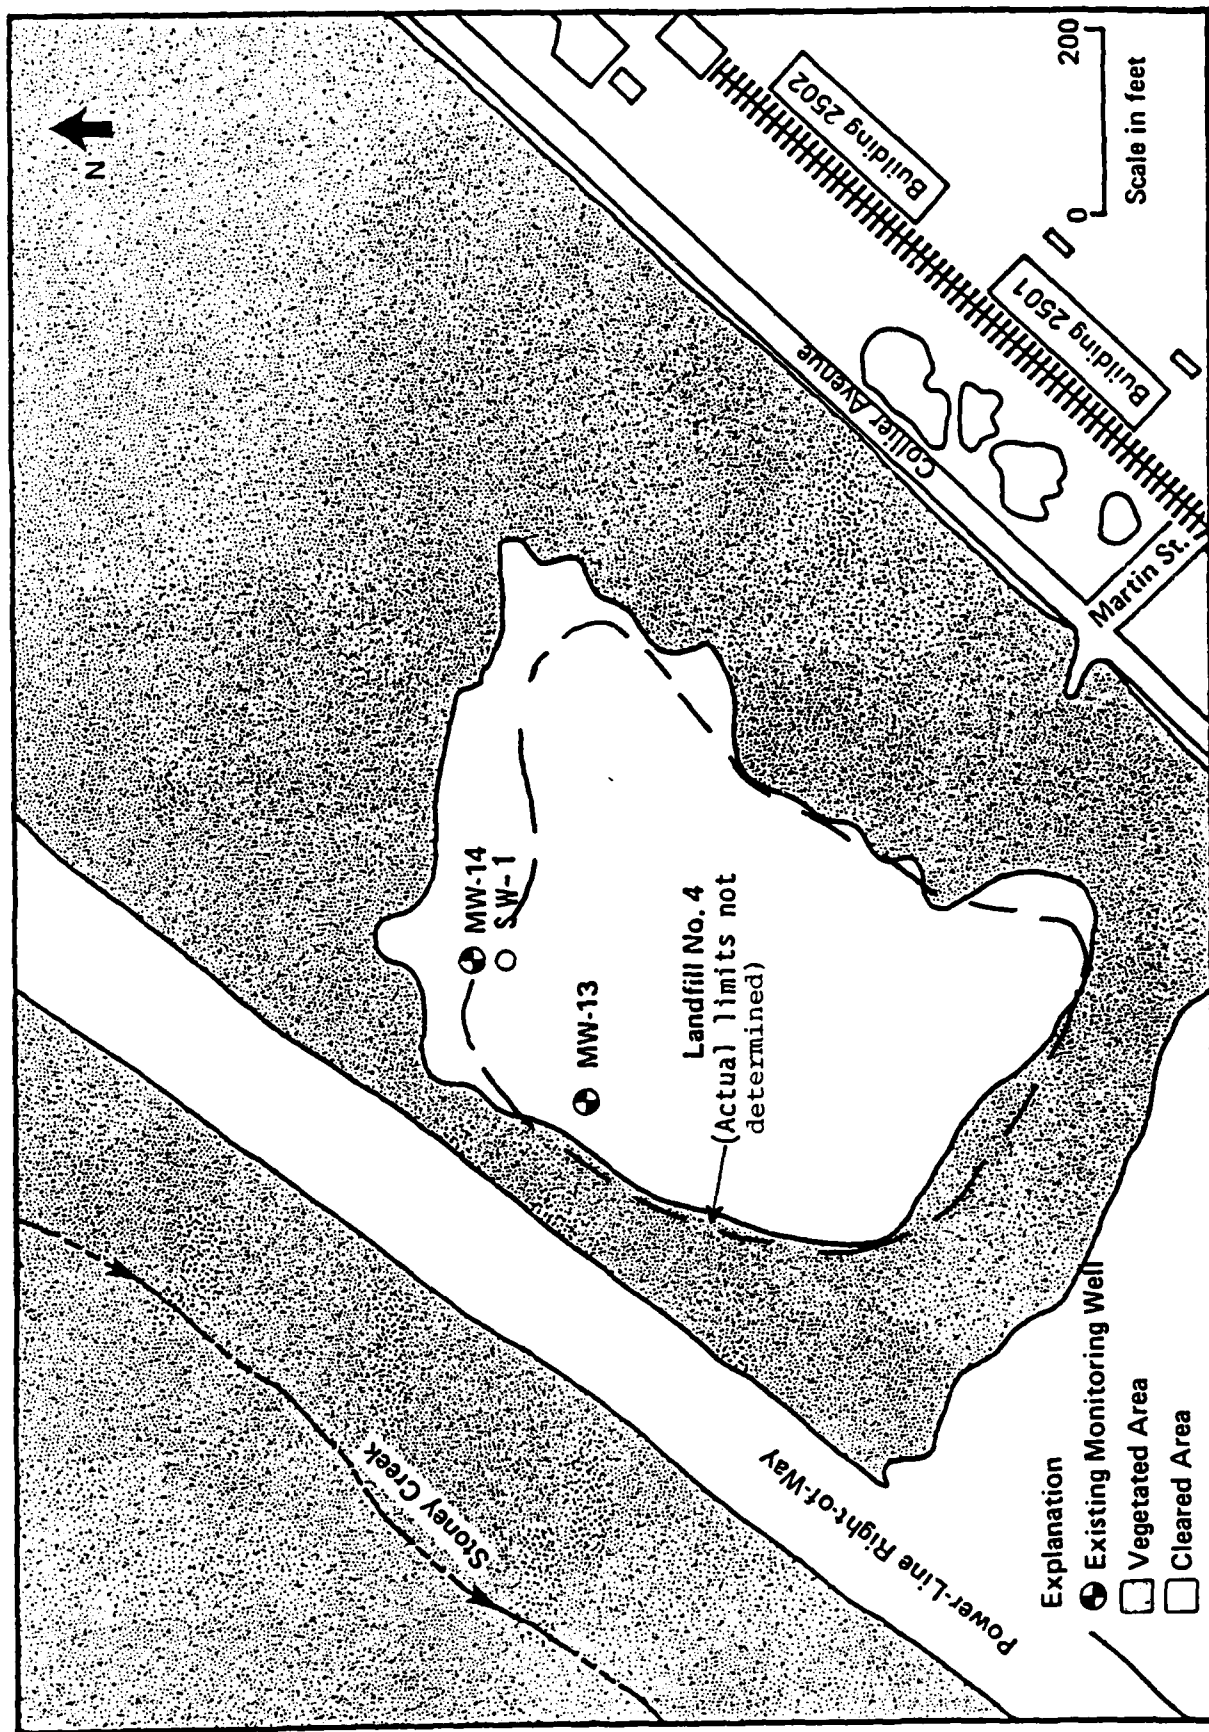 N
Stoney Creek
Power-Line Right-of-Way
MW-14
SW-1
MW-13
Landfill No. 4
(Actual limits not
determined)
Collier Avenue
Martin St.
Building 2502
Building 2501
0
200
Scale in feet
Explanation
Existing Monitoring Well
Vegetated Area
Cleared Area